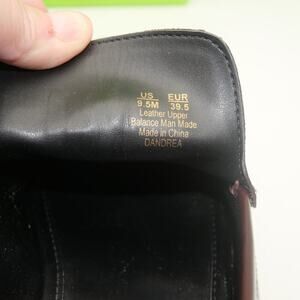 US EUR
9.5M 39.5
Leather Upper
Balance Man Made
Made in China
DANDREA